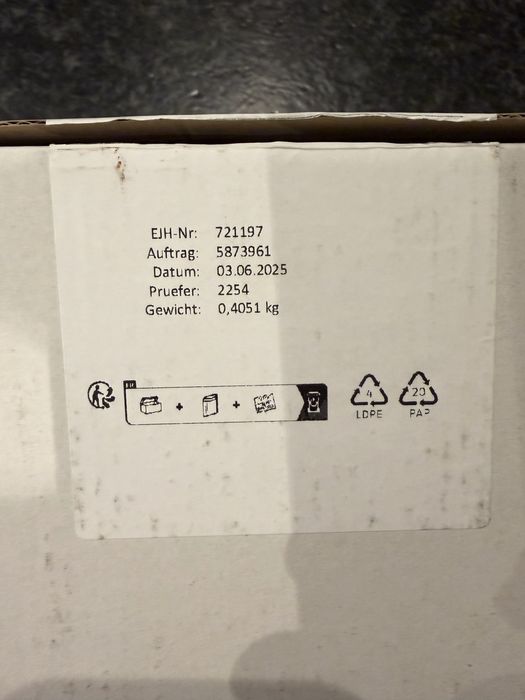 EJH-Nr: 721197
Auftrag: 5873961
Datum: 03.06.2025
Pruefer: 2254
Gewicht: 0,4051 kg
4
LDPE
20
PAP